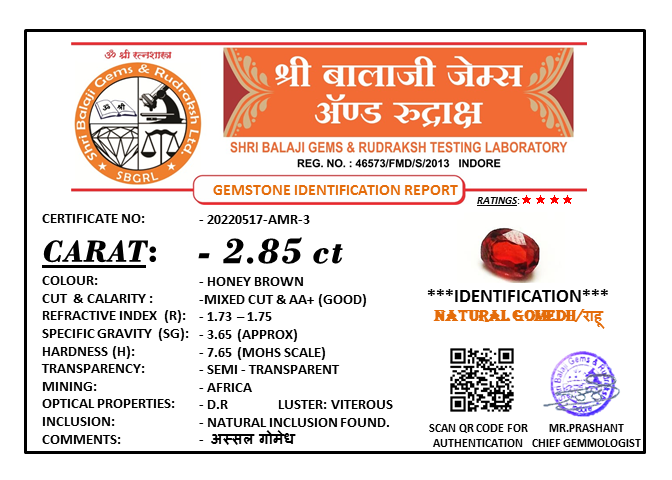 ॐ श्री रत्नशास्त्र
Shri Balaji Gems & Rudraksh Ltd.
SBGRL
श्री बालाजी जेम्स
ॲण्ड रुद्राक्ष
SHRI BALAJI GEMS & RUDRAKSH TESTING LABORATORY
REG. NO. : 46573/FMD/S/2013 INDORE
GEMSTONE IDENTIFICATION REPORT
RATINGS: ★ ★ ★ ★
CERTIFICATE NO: - 20220517-AMR-3
CARAT: - 2.85 ct
COLOUR: - HONEY BROWN
CUT & CALARITY : -MIXED CUT & AA+ (GOOD)
REFRACTIVE INDEX (R): - 1.73 – 1.75
SPECIFIC GRAVITY (SG): - 3.65 (APPROX)
HARDNESS (H): - 7.65 (MOHS SCALE)
TRANSPARENCY: - SEMI - TRANSPARENT
MINING: - AFRICA
OPTICAL PROPERTIES: - D.R LUSTER: VITEROUS
INCLUSION: - NATURAL INCLUSION FOUND.
COMMENTS: - अस्सल गोमेध
***IDENTIFICATION***
NATURAL GOMEDH/राहू
SCAN QR CODE FOR
AUTHENTICATION
MR.PRASHANT
CHIEF GEMMOLOGIST